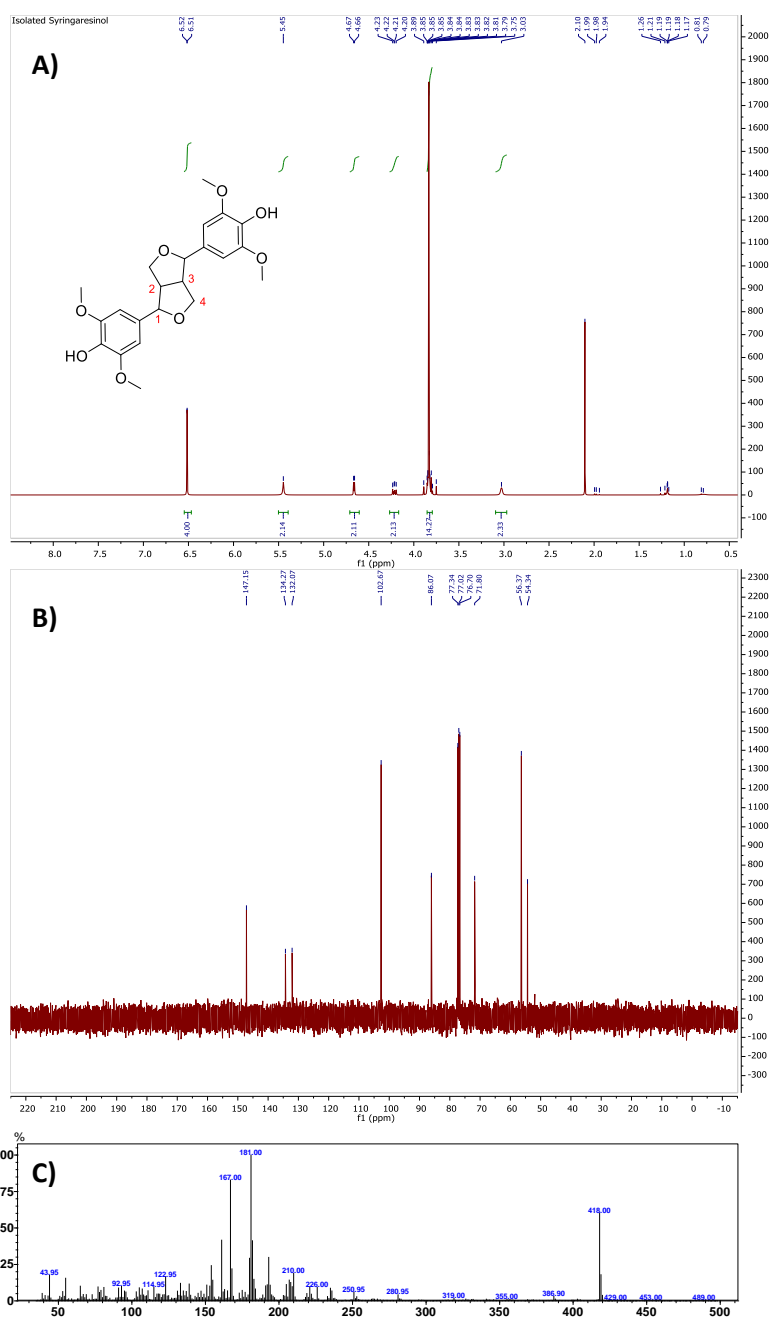 Isolated Syringaresinol
6.52 6.51 5.45 4.67 4.66 4.23 4.22 4.21 4.20 3.89 3.85 3.85 3.85 3.84 3.84 3.83 3.83 3.82 3.81 3.79 3.75 3.03 2.10 1.99 1.98 1.94 1.26 1.21 1.19 1.19 1.18 1.17 0.81 0.79
A)
2000
1900
1800
1700
1600
1500
1400
1300
1200
1100
1000
900
800
700
600
500
400
300
200
100
0
-100
O OH
O
O
2 3
O 4
1 O
HO
O
4.00 2.14 2.11 2.13 14.27 2.33
8.0 7.5 7.0 6.5 6.0 5.5 5.0 4.5 4.0 3.5 3.0 2.5 2.0 1.5 1.0 0.5
f1 (ppm)
147.15 134.27 132.07 102.67 86.07 77.34 77.02 76.70 71.80 56.37 54.34
B)
2300
2200
2100
2000
1900
1800
1700
1600
1500
1400
1300
1200
1100
1000
900
800
700
600
500
400
300
200
100
0
-100
-200
-300
220 210 200 190 180 170 160 150 140 130 120 110 100 90 80 70 60 50 40 30 20 10 0 -10
f1 (ppm)
%
C)
00
75
50
25
0
181.00
167.00
418.00
43.95 92.95 114.95 122.95 210.00 226.00 250.95 280.95 319.00 355.00 386.90 429.00 453.00 489.00
50 100 150 200 250 300 350 400 450 500